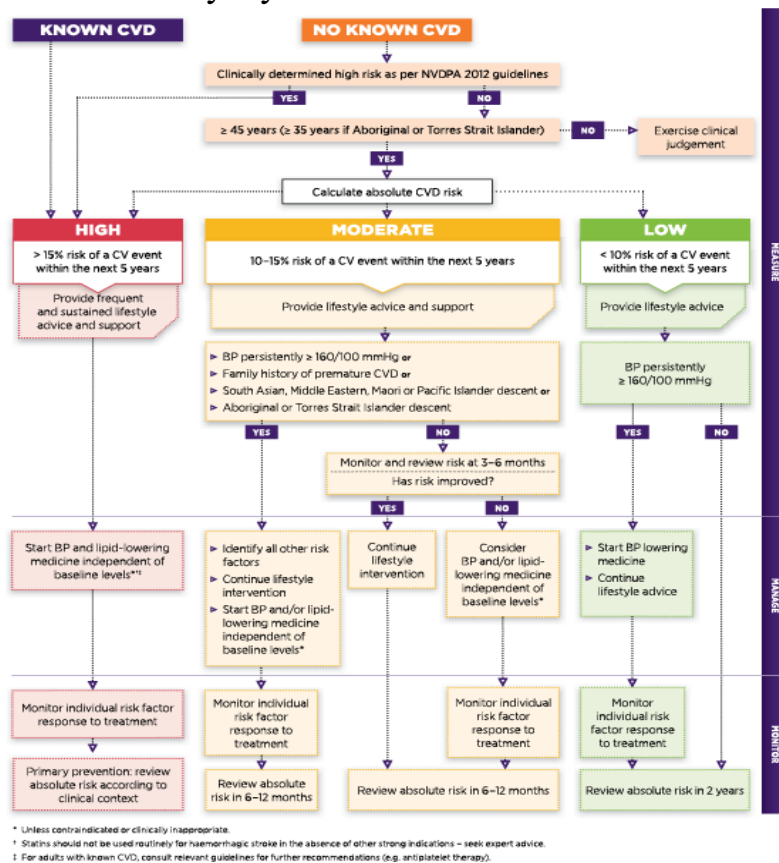 KNOWN CVD
NO KNOWN CVD
Clinically determined high risk as per NVDPA 2012 guidelines
YES
NO
≥ 45 years (≥ 35 years if Aboriginal or Torres Strait Islander)
NO
Exercise clinical
judgement
YES
Calculate absolute CVD risk
HIGH
> 15% risk of a CV event
within the next 5 years
Provide frequent
and sustained lifestyle
advice and support
MODERATE
10–15% risk of a CV event within the next 5 years
Provide lifestyle advice and support
LOW
< 10% risk of a CV event
within the next 5 years
Provide lifestyle advice
MEASURE
BP persistently ≥ 160/100 mmHg or
Family history of premature CVD or
South Asian, Middle Eastern, Maori or Pacific Islander descent or
Aboriginal or Torres Strait Islander descent
BP persistently
≥ 160/100 mmHg
YES
NO
YES
NO
Monitor and review risk at 3–6 months
Has risk improved?
YES
NO
Start BP and lipid-lowering
medicine independent of
baseline levels*†‡
Identify all other risk
factors
Continue lifestyle
intervention
Start BP and/or lipid-
lowering medicine
independent of
baseline levels*
Continue
lifestyle
intervention
Consider
BP and/or lipid-
lowering medicine
independent of
baseline levels*
Start BP lowering
medicine
Continue
lifestyle advice
MANAGE
Monitor individual risk factor
response to treatment
Monitor individual
risk factor
response to
treatment
Monitor individual
risk factor response
to treatment
Monitor
individual risk
factor response
to treatment
MONITOR
Primary prevention: review
absolute risk according to
clinical context
Review absolute
risk in 6–12 months
Review absolute risk in 6–12 months
Review absolute risk in 2 years
* Unless contraindicated or clinically inappropriate.
† Statins should not be used routinely for haemorrhagic stroke in the absence of other strong indications – seek expert advice.
‡ For adults with known CVD, consult relevant guidelines for further recommendations (e.g. antiplatelet therapy).